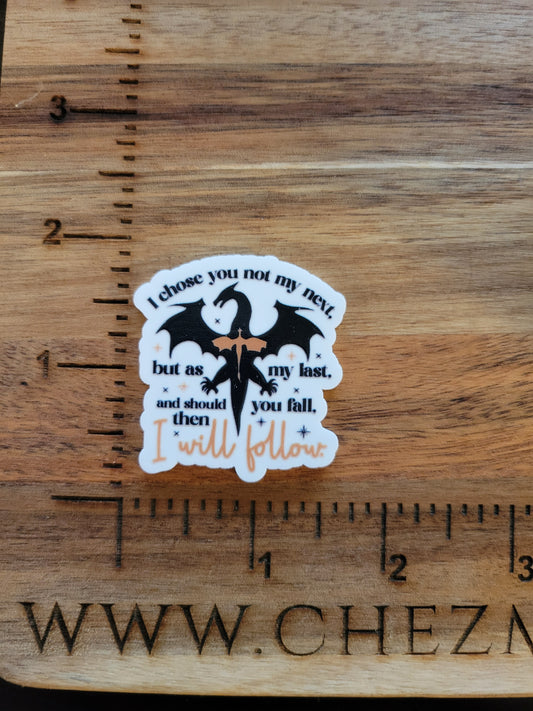 3
2
1
I chose you not my next,
but as my last,
and should you fall,
then
I will follow.
1 2 3
WWW.CHEZM